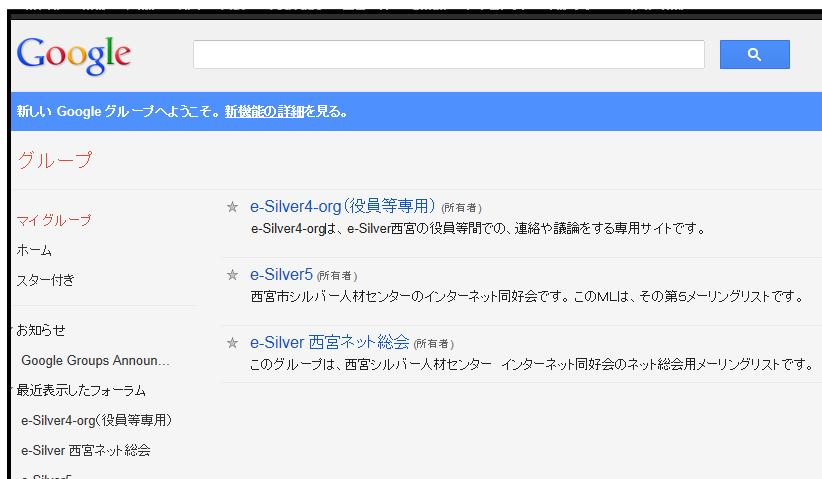 Google
新しい Google グループへようこそ。新機能の詳細を見る。
グループ
マイグループ
ホーム
スター付き
お知らせ
Google Groups Announ...
最近表示したフォーラム
e-Silver4-org(役員等専用)
e-Silver 西宮ネット総会
e-Silver5
e-Silver4-org(役員等専用) (所有者)
e-Silver4-orgは、e-Silver西宮の役員等間での、連絡や議論をする専用サイトです。
e-Silver5 (所有者)
西宮市シルバー人材センターのインターネット同好会です。このMLは、その第5メーリングリストです。
e-Silver 西宮ネット総会 (所有者)
このグループは、西宮シルバー人材センター　インターネット同好会のネット総会用メーリングリストです。